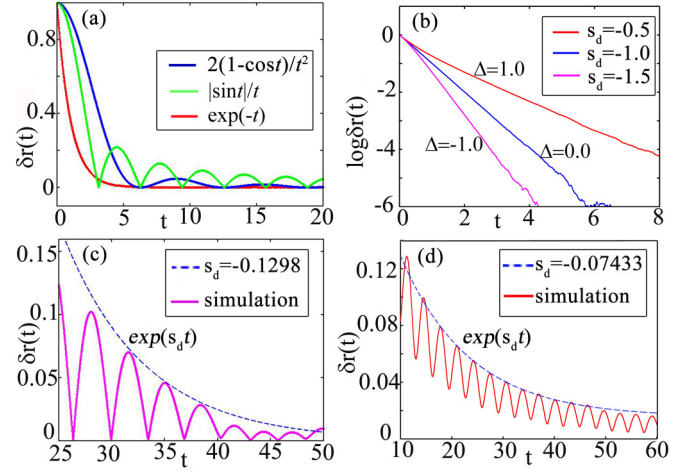 (a)
2(1-cost)/t²
|sint|/t
exp(-t)
δr(t)
0.8
0.4
0
0
5
10
15
20
t
(b)
s_d=-0.5
s_d=-1.0
s_d=-1.5
Δ=1.0
Δ=0.0
Δ=-1.0
logδr(t)
0
-2
-4
-6
0
2
4
6
8
t
(c)
s_d=-0.1298
simulation
exp(s_dt)
δr(t)
0.15
0.1
0.05
0
25
30
35
40
45
50
t
(d)
s_d=-0.07433
simulation
exp(s_dt)
δr(t)
0.12
0.08
0.04
0
10
20
30
40
50
60
t